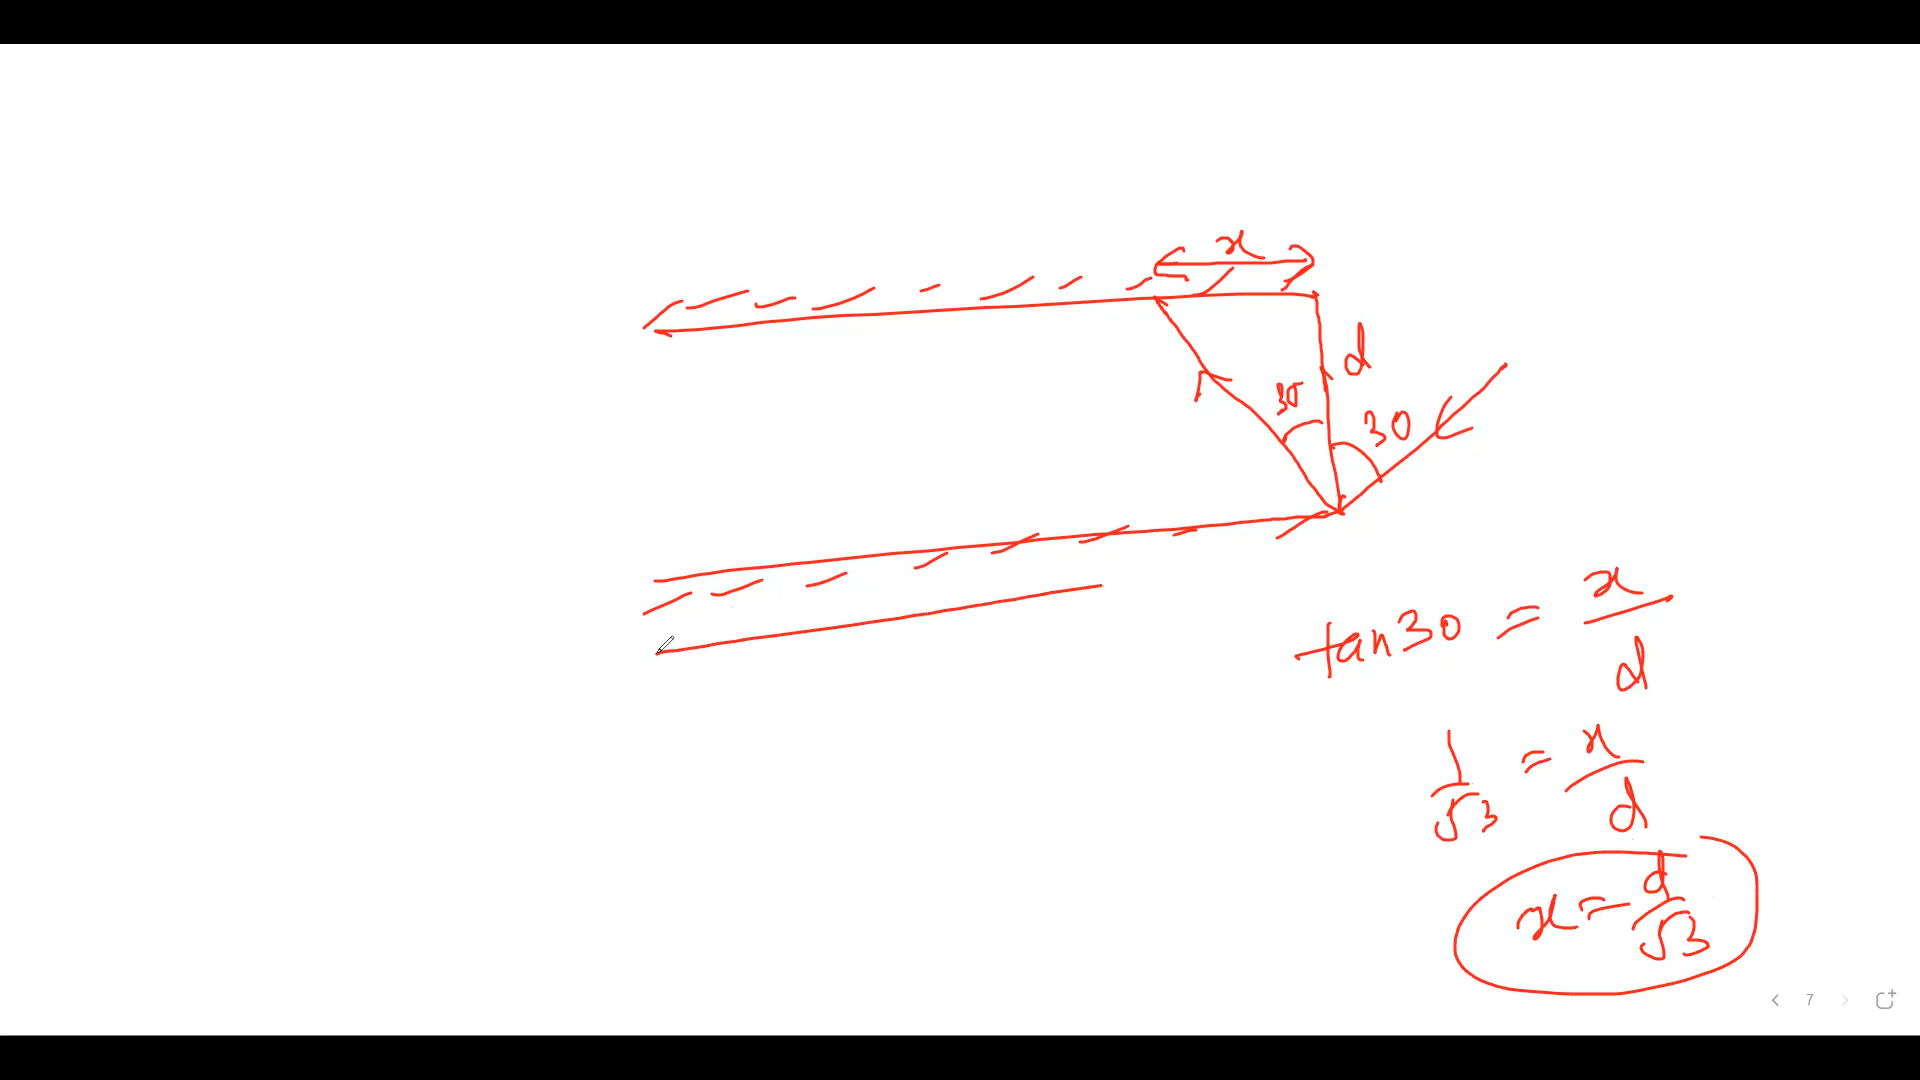 x
d
30
30
tan30 = x/d
1/√3 = x/d
x = d/√3
7